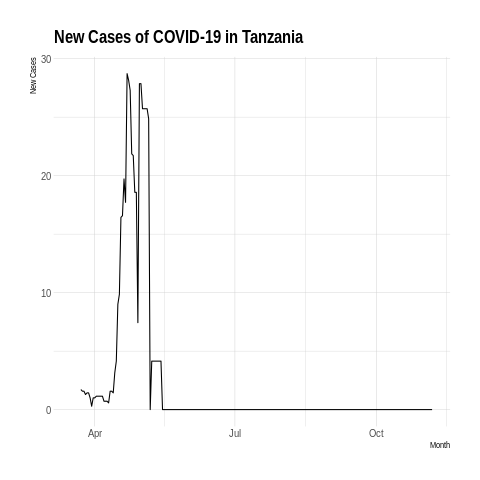 New Cases of COVID-19 in Tanzania
New Cases
30
20
10
0
Apr
Jul
Oct
Month